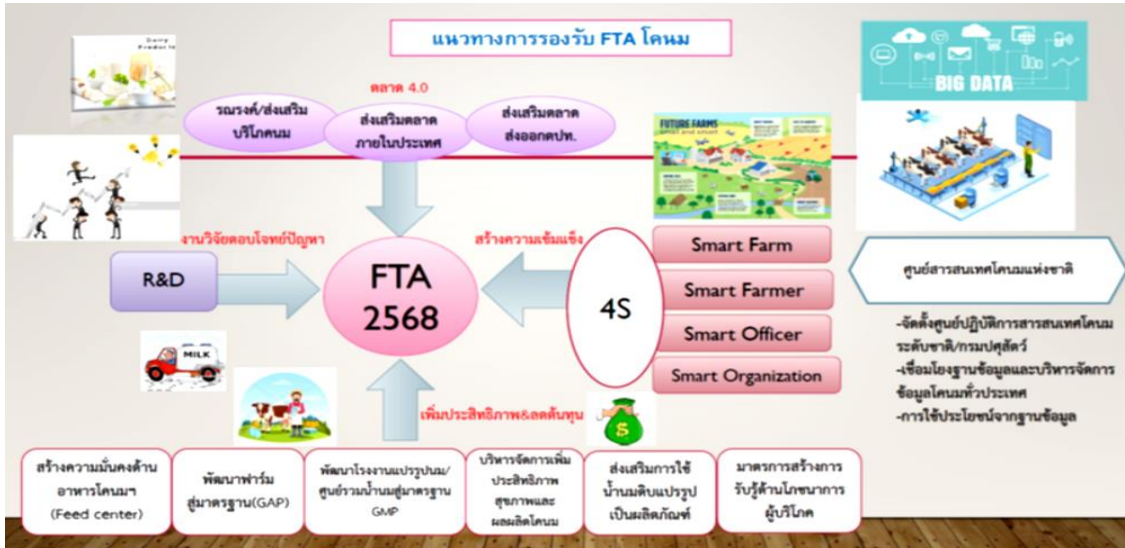 แนวทางการรองรับ FTA โคนม
Dairy
Products
BIG DATA
ตลาด 4.0
รณรงค์/ส่งเสริม
บริโภคนม
ส่งเสริมตลาด
ภายในประเทศ
ส่งเสริมตลาด
ส่งออกตปท.
FUTURE FARMS
small and smart
งานวิจัยตอบโจทย์ปัญหา
R&D
FTA
2568
สร้างความเข้มแข็ง
4S
Smart Farm
Smart Farmer
Smart Officer
Smart Organization
ศูนย์สารสนเทศโคนมแห่งชาติ
-จัดตั้งศูนย์ปฏิบัติการสารสนเทศโคนม
ระดับชาติ/กรมปศุสัตว์
-เชื่อมโยงฐานข้อมูลและบริหารจัดการ
ข้อมูลโคนมทั่วประเทศ
-การใช้ประโยชน์จากฐานข้อมูล
MILK
เพิ่มประสิทธิภาพ&ลดต้นทุน
$
สร้างความมั่นคงด้าน
อาหารโคนมฯ
(Feed center)
พัฒนาฟาร์ม
สู่มาตรฐาน(GAP)
พัฒนาโรงงานแปรรูปนม/
ศูนย์รวมน้ำนมสู่มาตรฐาน
GMP
บริหารจัดการเพิ่ม
ประสิทธิภาพ
สุขภาพและ
ผลผลิตโคนม
ส่งเสริมการใช้
น้ำนมดิบแปรรูป
เป็นผลิตภัณฑ์
มาตรการสร้างการ
รับรู้ด้านโภชนาการ
ผู้บริโภค